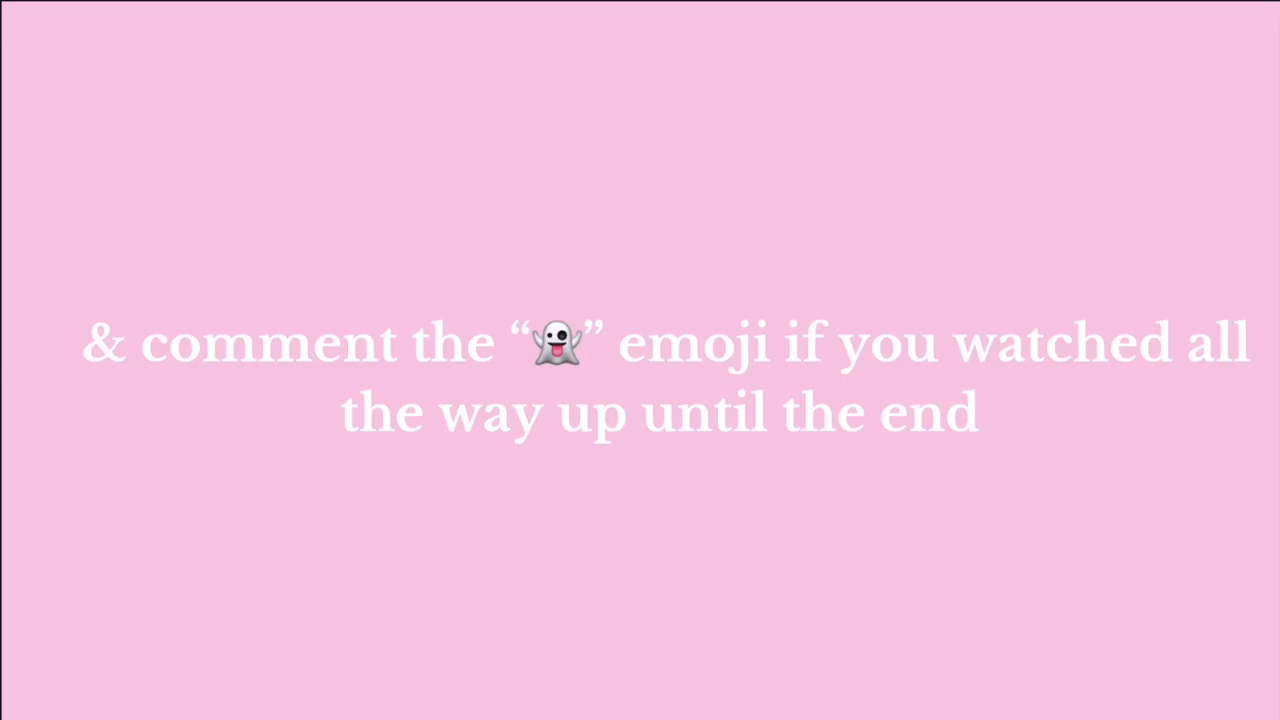 & comment the “👻” emoji if you watched all
the way up until the end